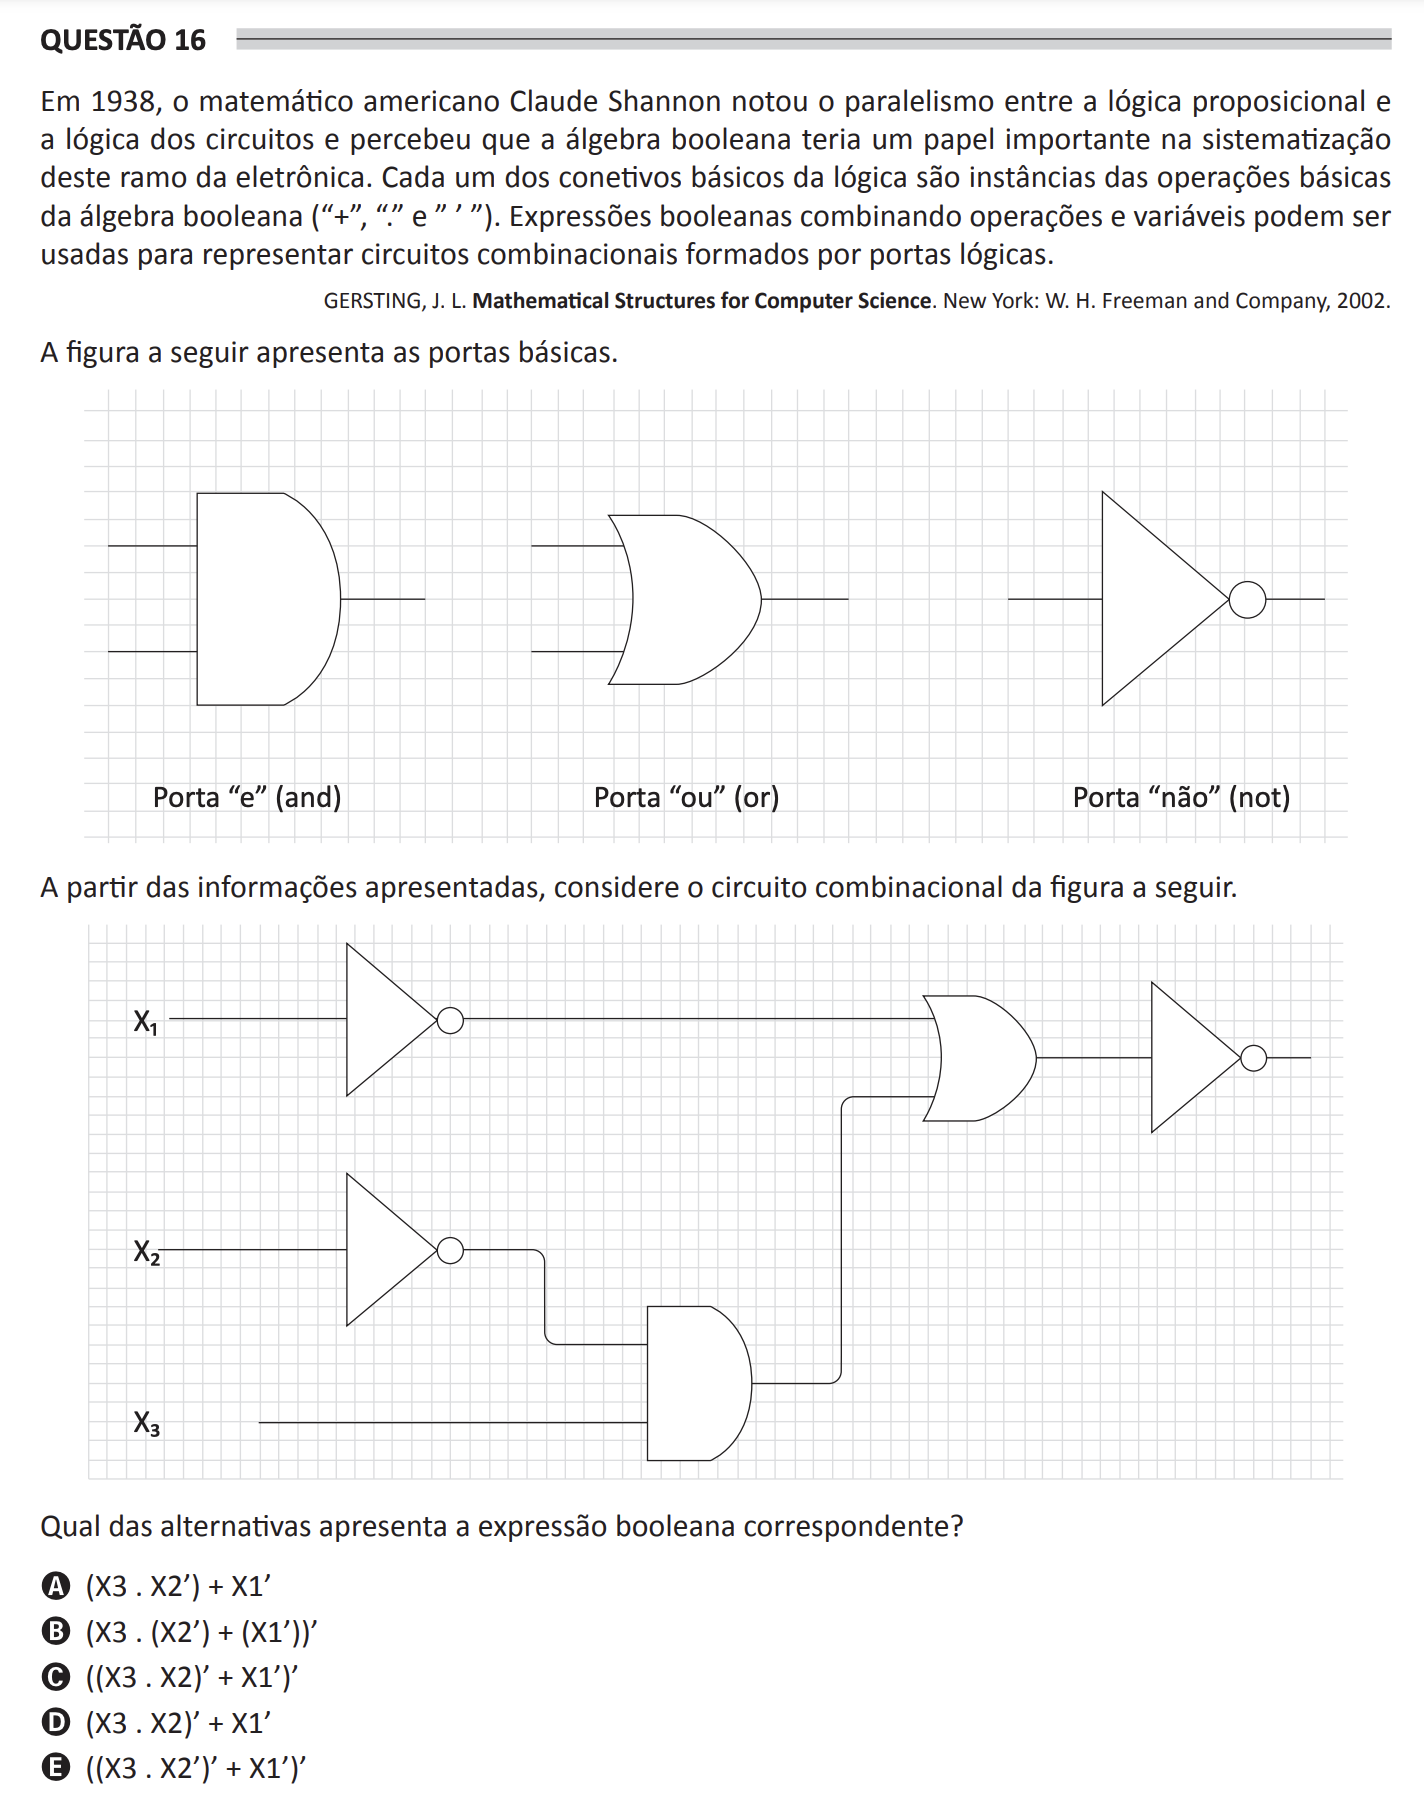 QUESTÃO 16
Em 1938, o matemático americano Claude Shannon notou o paralelismo entre a lógica proposicional e
a lógica dos circuitos e percebeu que a álgebra booleana teria um papel importante na sistematização
deste ramo da eletrônica. Cada um dos conetivos básicos da lógica são instâncias das operações básicas
da álgebra booleana (“+”, “.” e ” ’ ”). Expressões booleanas combinando operações e variáveis podem ser
usadas para representar circuitos combinacionais formados por portas lógicas.
GERSTING, J. L. Mathematical Structures for Computer Science. New York: W. H. Freeman and Company, 2002.
A figura a seguir apresenta as portas básicas.
Porta “e” (and) Porta “ou” (or) Porta “não” (not)
A partir das informações apresentadas, considere o circuito combinacional da figura a seguir.
X₁
X₂
X₃
Qual das alternativas apresenta a expressão booleana correspondente?
A (X3 . X2’) + X1’
B (X3 . (X2’) + (X1’))’
C ((X3 . X2)’ + X1’)’
D (X3 . X2)’ + X1’
E ((X3 . X2’)’ + X1’)’